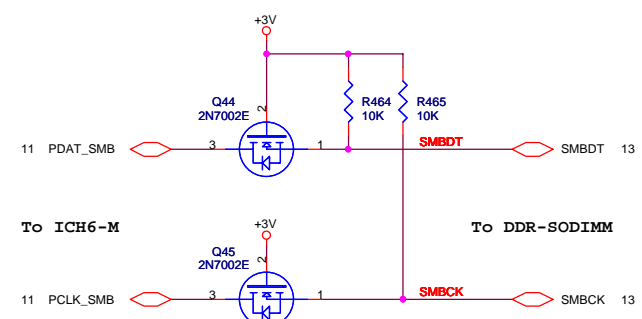 +3V
Q44
2N7002E
2
R464
10K
R465
10K
11 PDAT_SMB
3
1
SMBDT
SMBDT 13
To ICH6-M
+3V
To DDR-SODIMM
Q45
2N7002E
2
11 PCLK_SMB
3
1
SMBCK
SMBCK 13